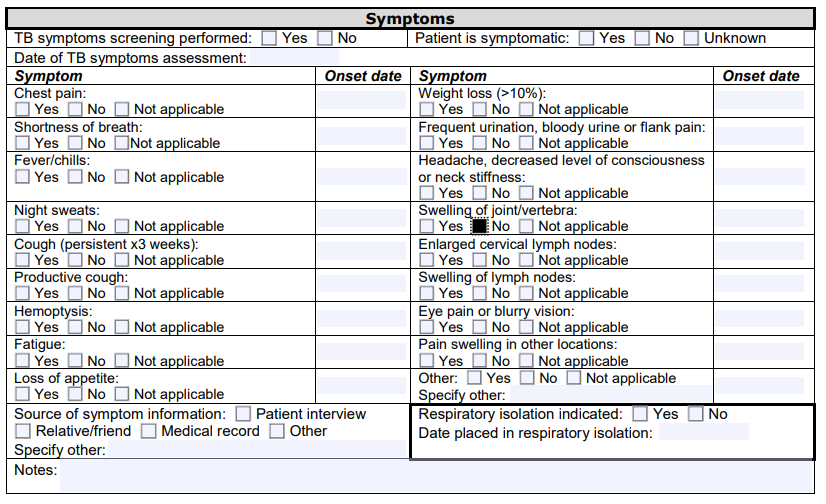 Symptoms
TB symptoms screening performed: Yes No Patient is symptomatic: Yes No Unknown
Date of TB symptoms assessment:
Symptom Onset date Symptom Onset date
Chest pain:
Yes No Not applicable
Weight loss (>10%):
Yes No Not applicable
Shortness of breath:
Yes No Not applicable
Frequent urination, bloody urine or flank pain:
Yes No Not applicable
Fever/chills:
Yes No Not applicable
Headache, decreased level of consciousness
or neck stiffness:
Yes No Not applicable
Night sweats:
Yes No Not applicable
Swelling of joint/vertebra:
Yes No Not applicable
Cough (persistent x3 weeks):
Yes No Not applicable
Enlarged cervical lymph nodes:
Yes No Not applicable
Productive cough:
Yes No Not applicable
Swelling of lymph nodes:
Yes No Not applicable
Hemoptysis:
Yes No Not applicable
Eye pain or blurry vision:
Yes No Not applicable
Fatigue:
Yes No Not applicable
Pain swelling in other locations:
Yes No Not applicable
Loss of appetite:
Yes No Not applicable
Other: Yes No Not applicable
Specify other:
Source of symptom information: Patient interview
Relative/friend Medical record Other
Specify other:
Respiratory isolation indicated: Yes No
Date placed in respiratory isolation:
Notes: